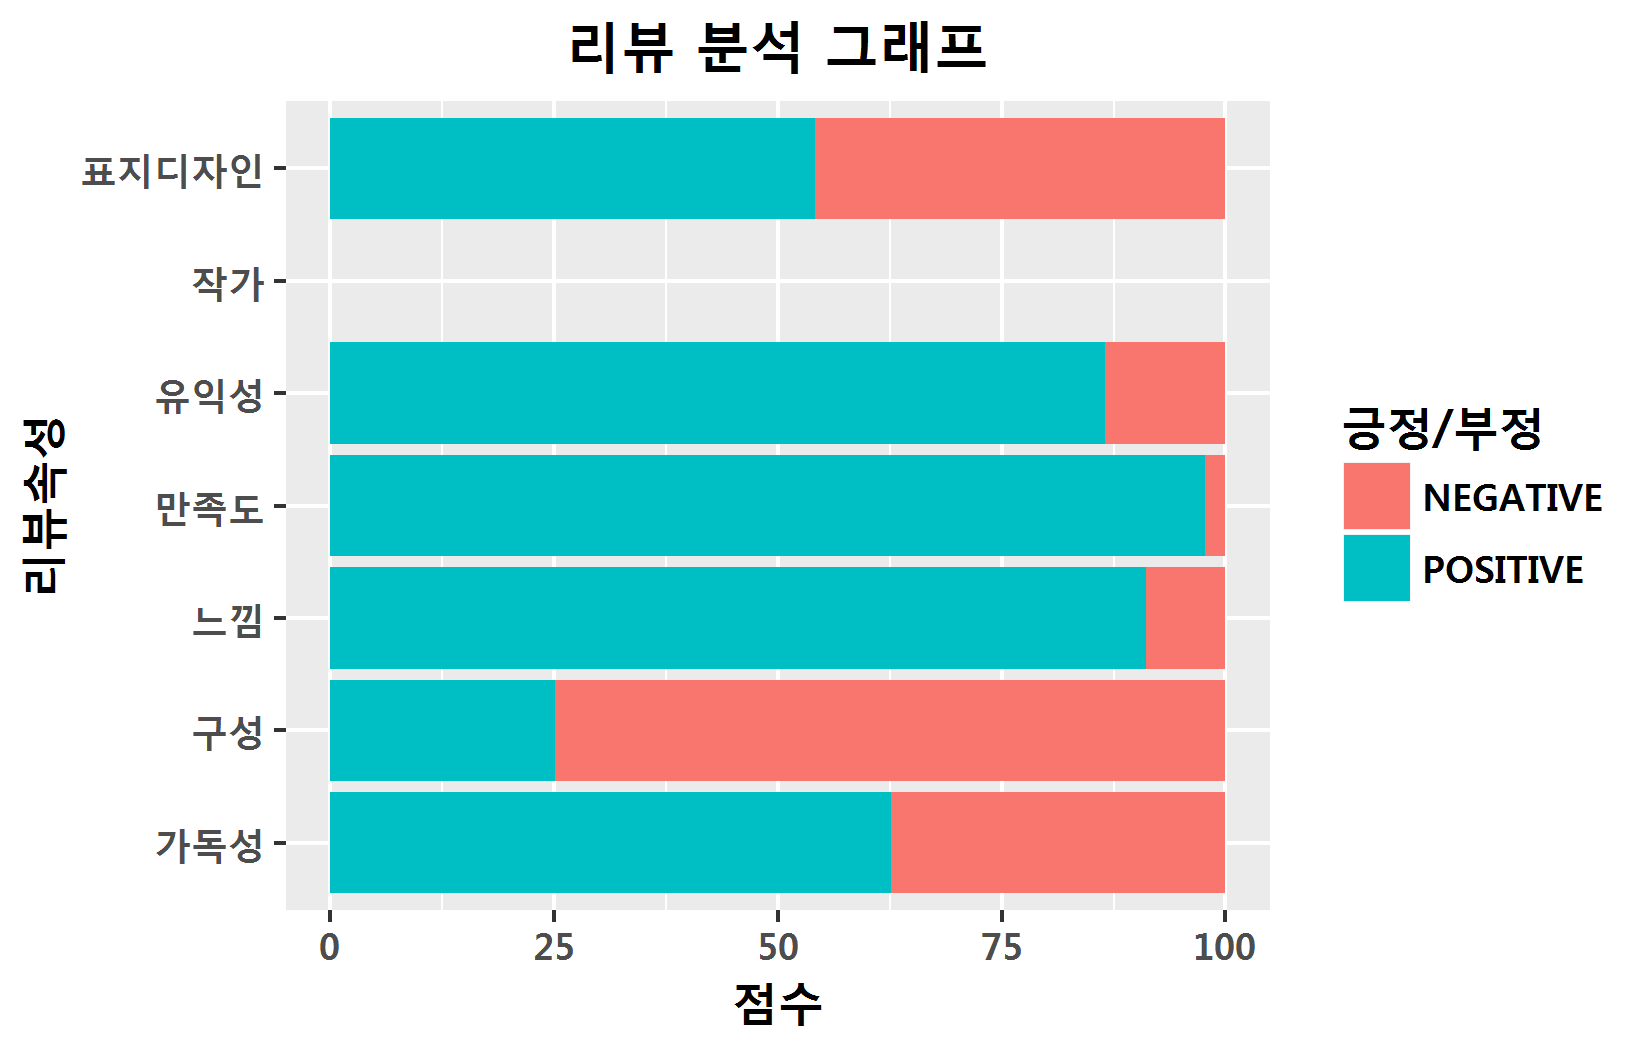 리뷰 분석 그래프
리뷰속성
표지디자인
작가
유익성
만족도
느낌
구성
가독성
0 25 50 75 100
점수
긍정/부정
NEGATIVE
POSITIVE